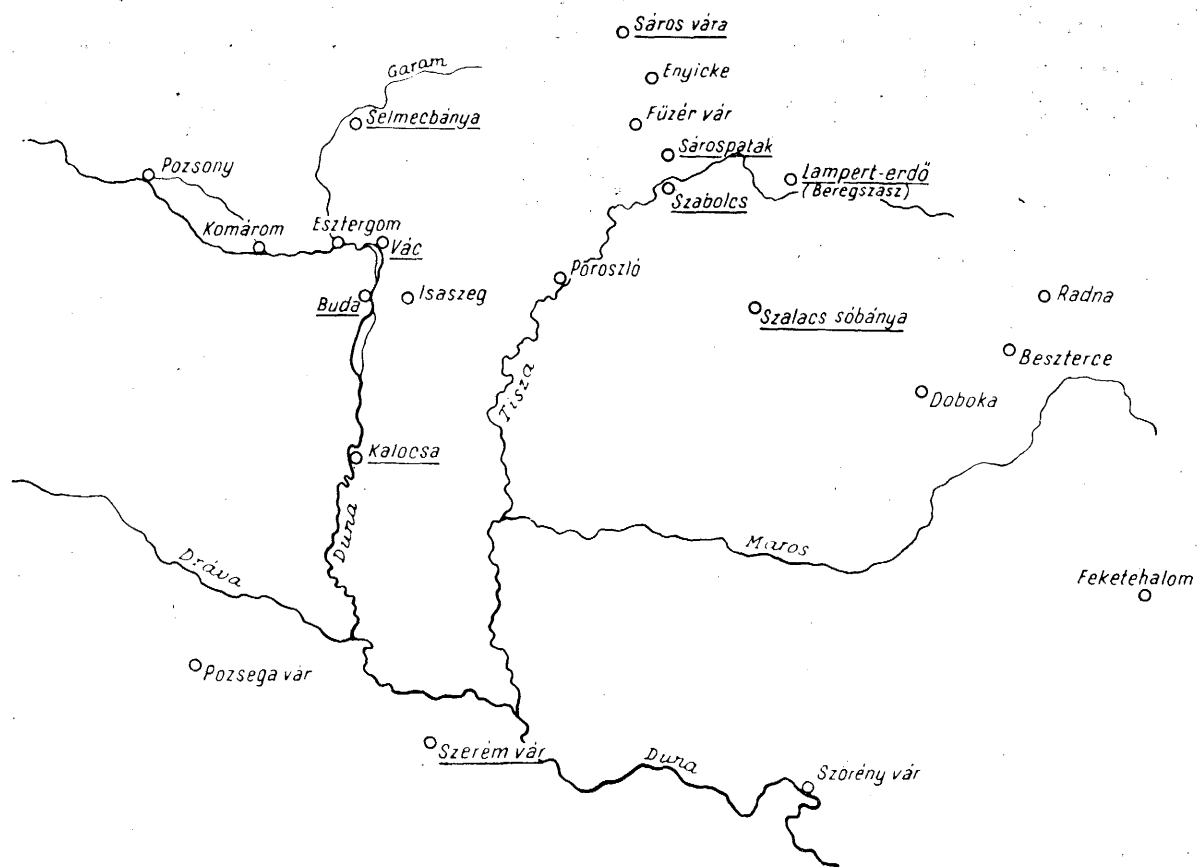 Sáros vára
Enyicke
Garam
Selmecbánya
Füzér vár
Sárospatak
Pozsony
Lampert-erdő
(Beregszász)
Szabolcs
Komárom
Esztergom
Vác
Poroszló
Buda
Isaszeg
Szalacs sóbánya
Radna
Beszterce
Tisza
Doboka
Kalocsa
Duna
Maros
Dráva
Feketehalom
Pozsega vár
Szerém vár
Duna
Szörény vár